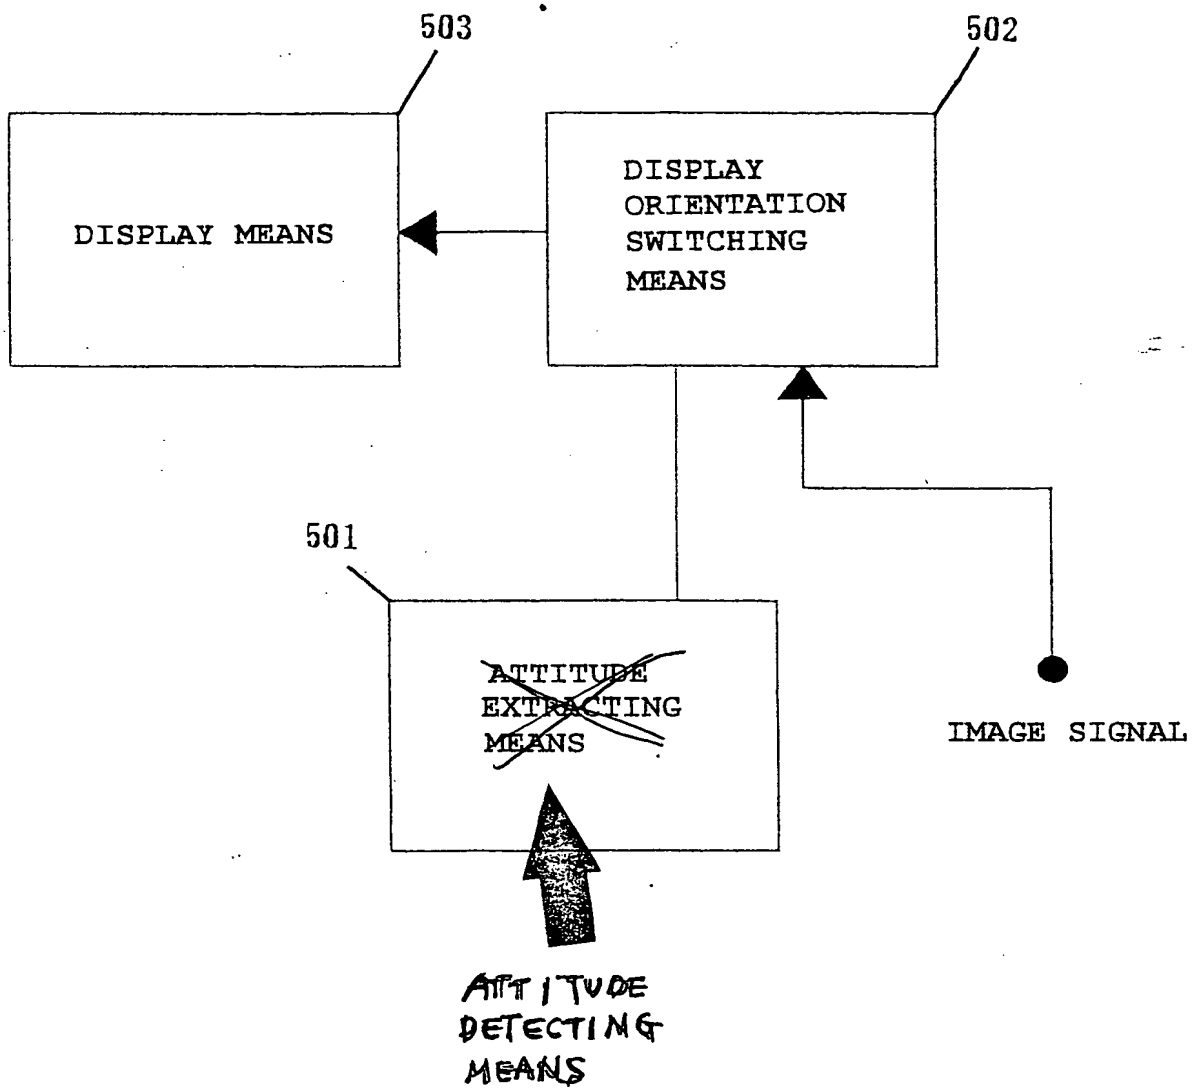 503
502
DISPLAY MEANS
DISPLAY
ORIENTATION
SWITCHING
MEANS
501
ATTITUDE
EXTRACTING
MEANS
IMAGE SIGNAL
ATTITUDE
DETECTING
MEANS